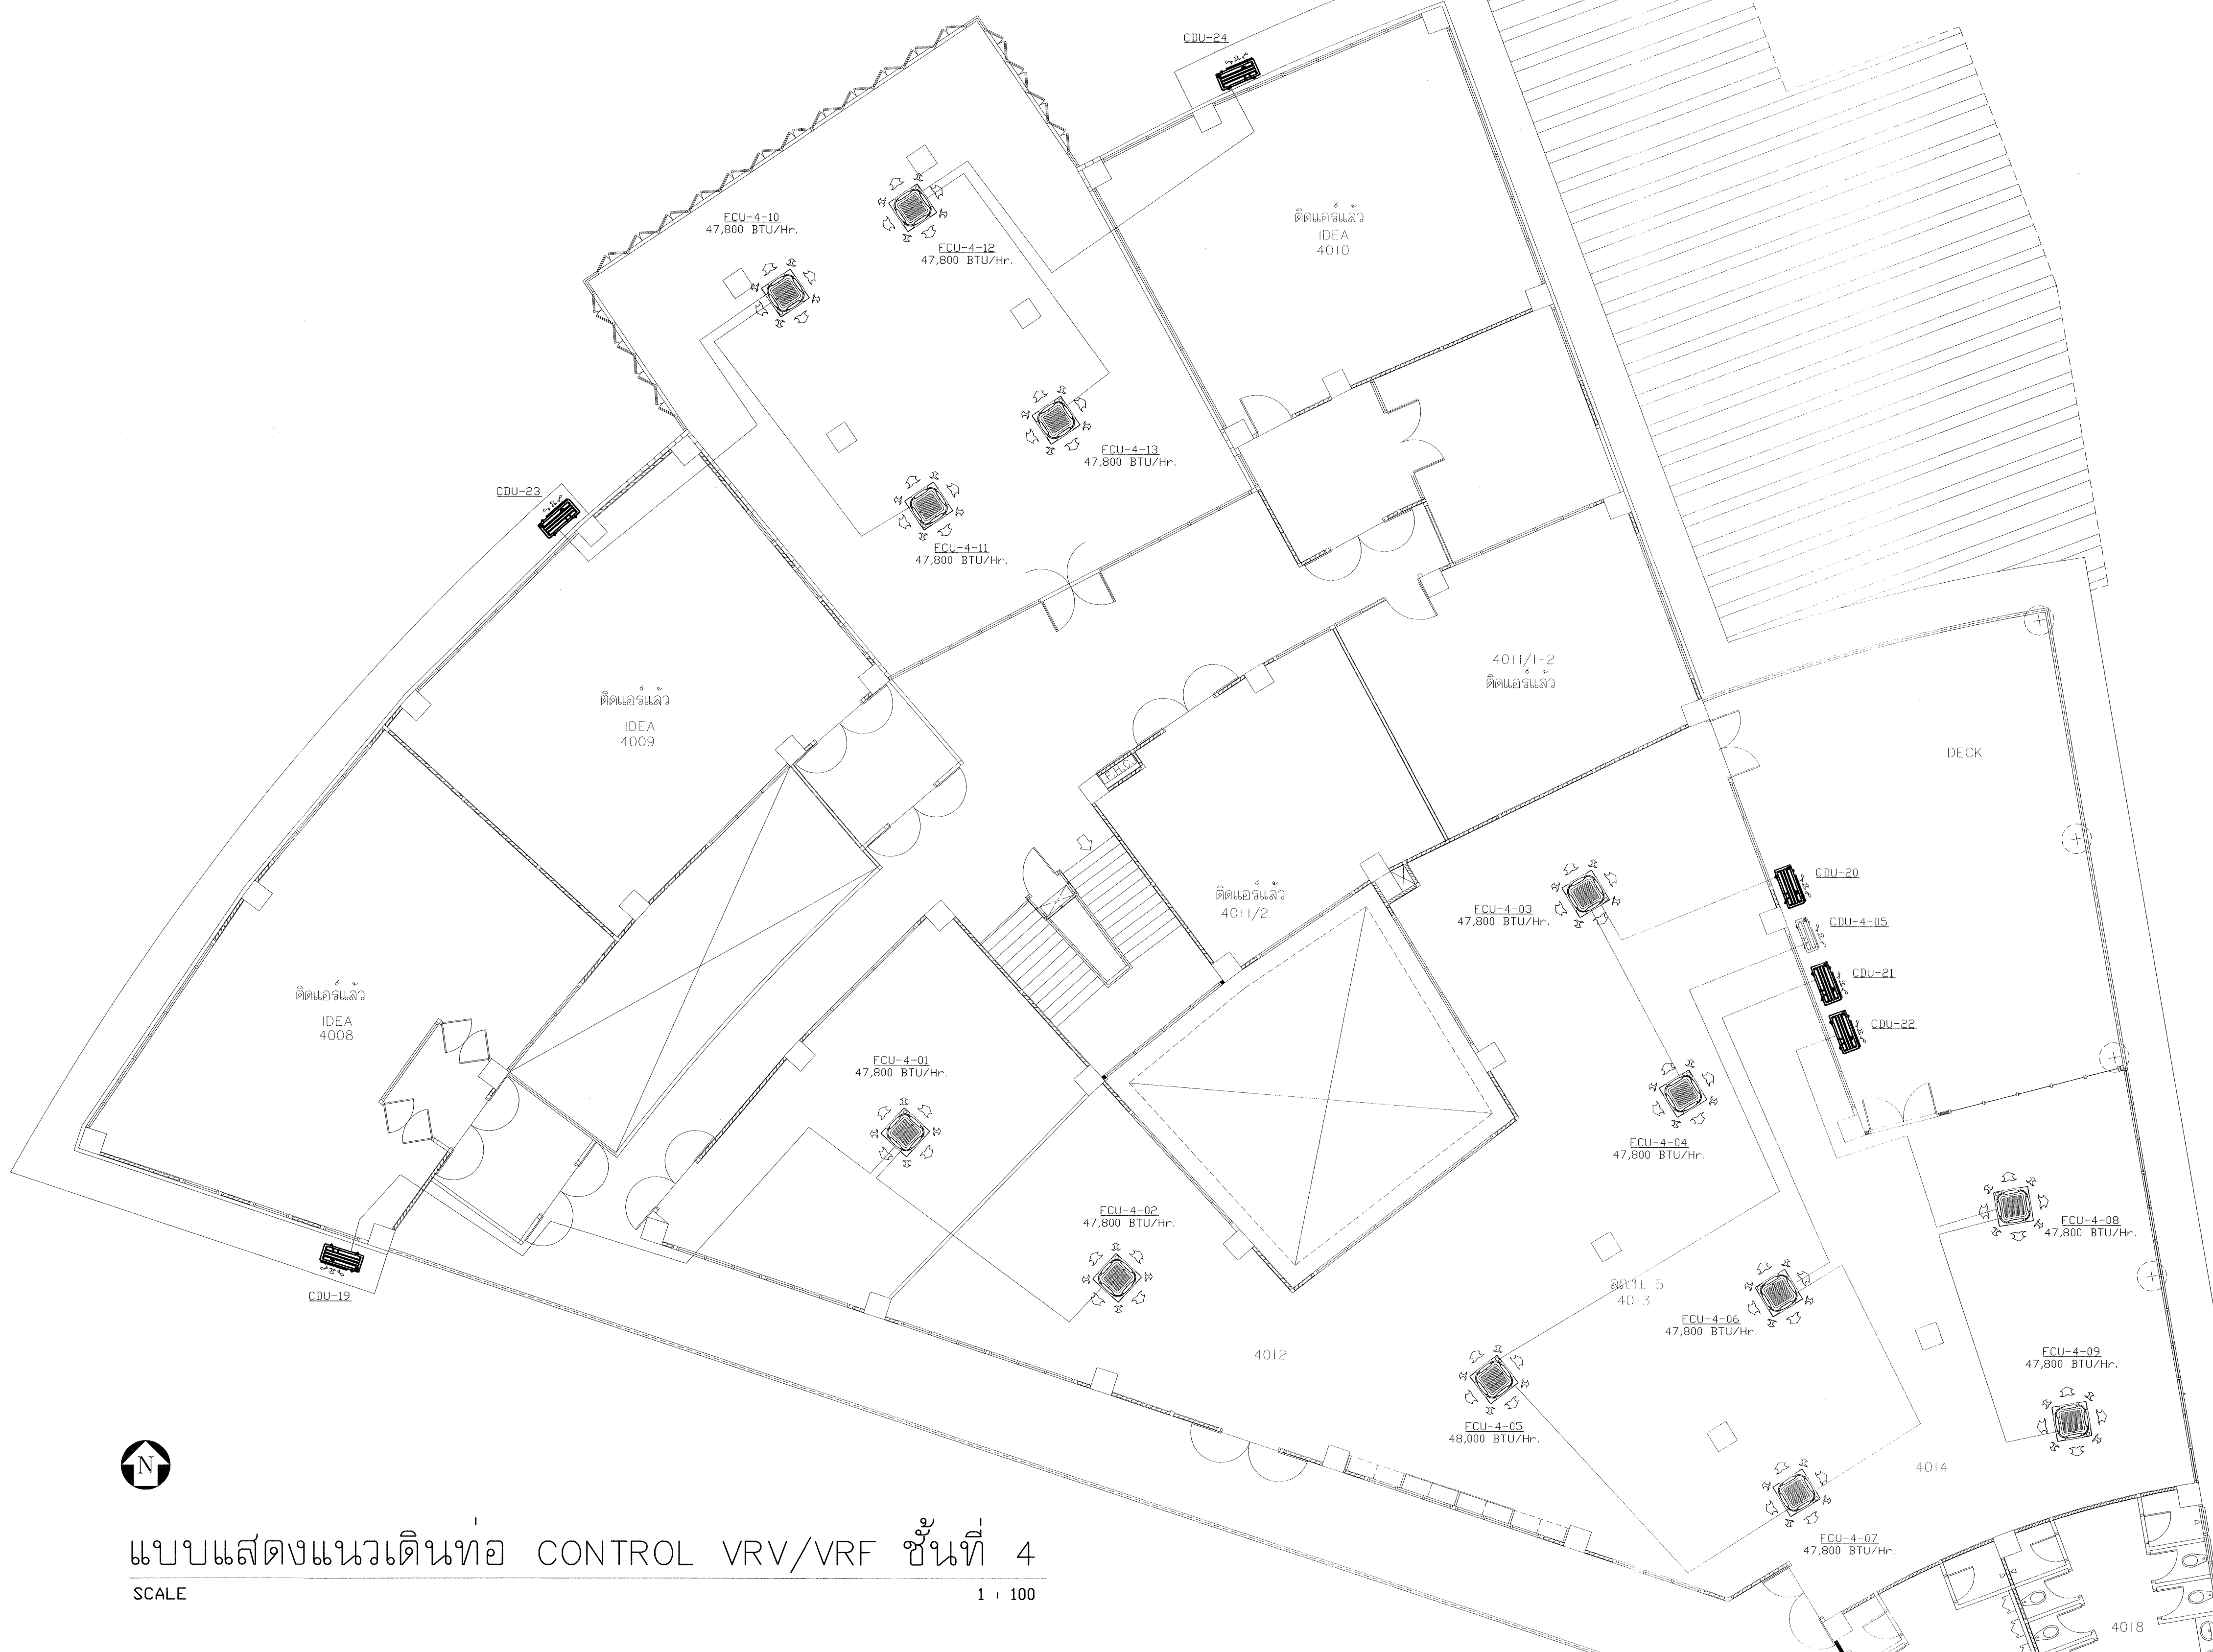 CDU-24
FCU-4-10
47,800 BTU/Hr.
FCU-4-12
47,800 BTU/Hr.
ติดแอร์แล้ว
IDEA
4010
FCU-4-13
47,800 BTU/Hr.
CDU-23
FCU-4-11
47,800 BTU/Hr.
4011/1-2
ติดแอร์แล้ว
ติดแอร์แล้ว
IDEA
4009
DECK
F.H.C.
ติดแอร์แล้ว
4011/2
FCU-4-03
47,800 BTU/Hr.
CDU-20
CDU-4-05
CDU-21
CDU-22
ติดแอร์แล้ว
IDEA
4008
FCU-4-01
47,800 BTU/Hr.
FCU-4-04
47,800 BTU/Hr.
FCU-4-02
47,800 BTU/Hr.
FCU-4-08
47,800 BTU/Hr.
CDU-19
5
4013
FCU-4-06
47,800 BTU/Hr.
4012
FCU-4-09
47,800 BTU/Hr.
FCU-4-05
48,000 BTU/Hr.
4014
N
FCU-4-07
47,800 BTU/Hr.
แบบแสดงแนวเดินท่อ CONTROL VRV/VRF ชั้นที่ 4
SCALE 1 : 100
4018